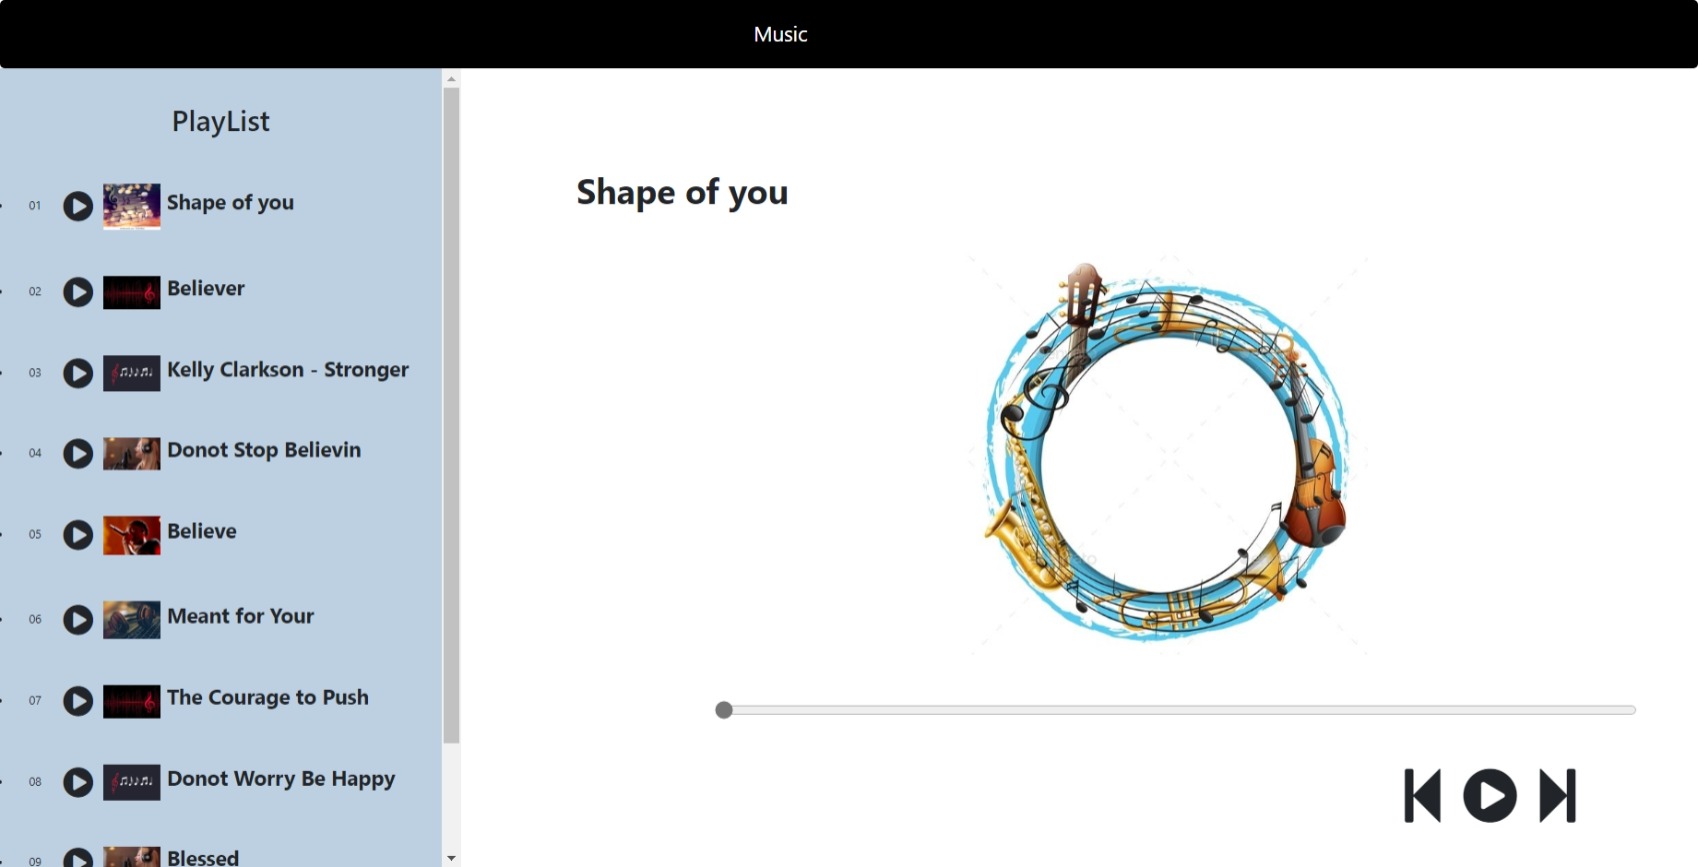 Music
PlayList
01 Shape of you
02 Believer
03 Kelly Clarkson - Stronger
04 Donot Stop Believin
05 Believe
06 Meant for Your
07 The Courage to Push
08 Donot Worry Be Happy
09 Blessed
Shape of you